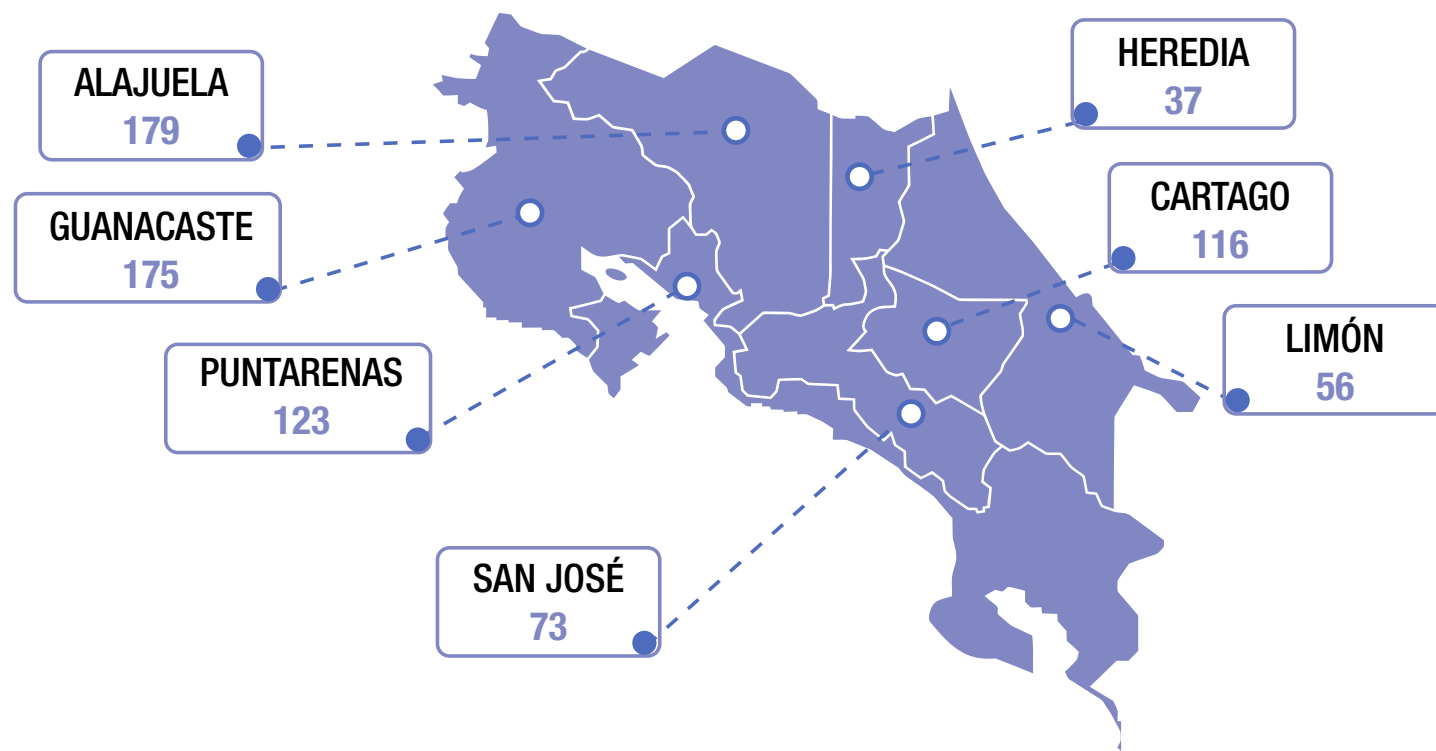 ALAJUELA
179
GUANACASTE
175
PUNTARENAS
123
SAN JOSÉ
73
HEREDIA
37
CARTAGO
116
LIMÓN
56